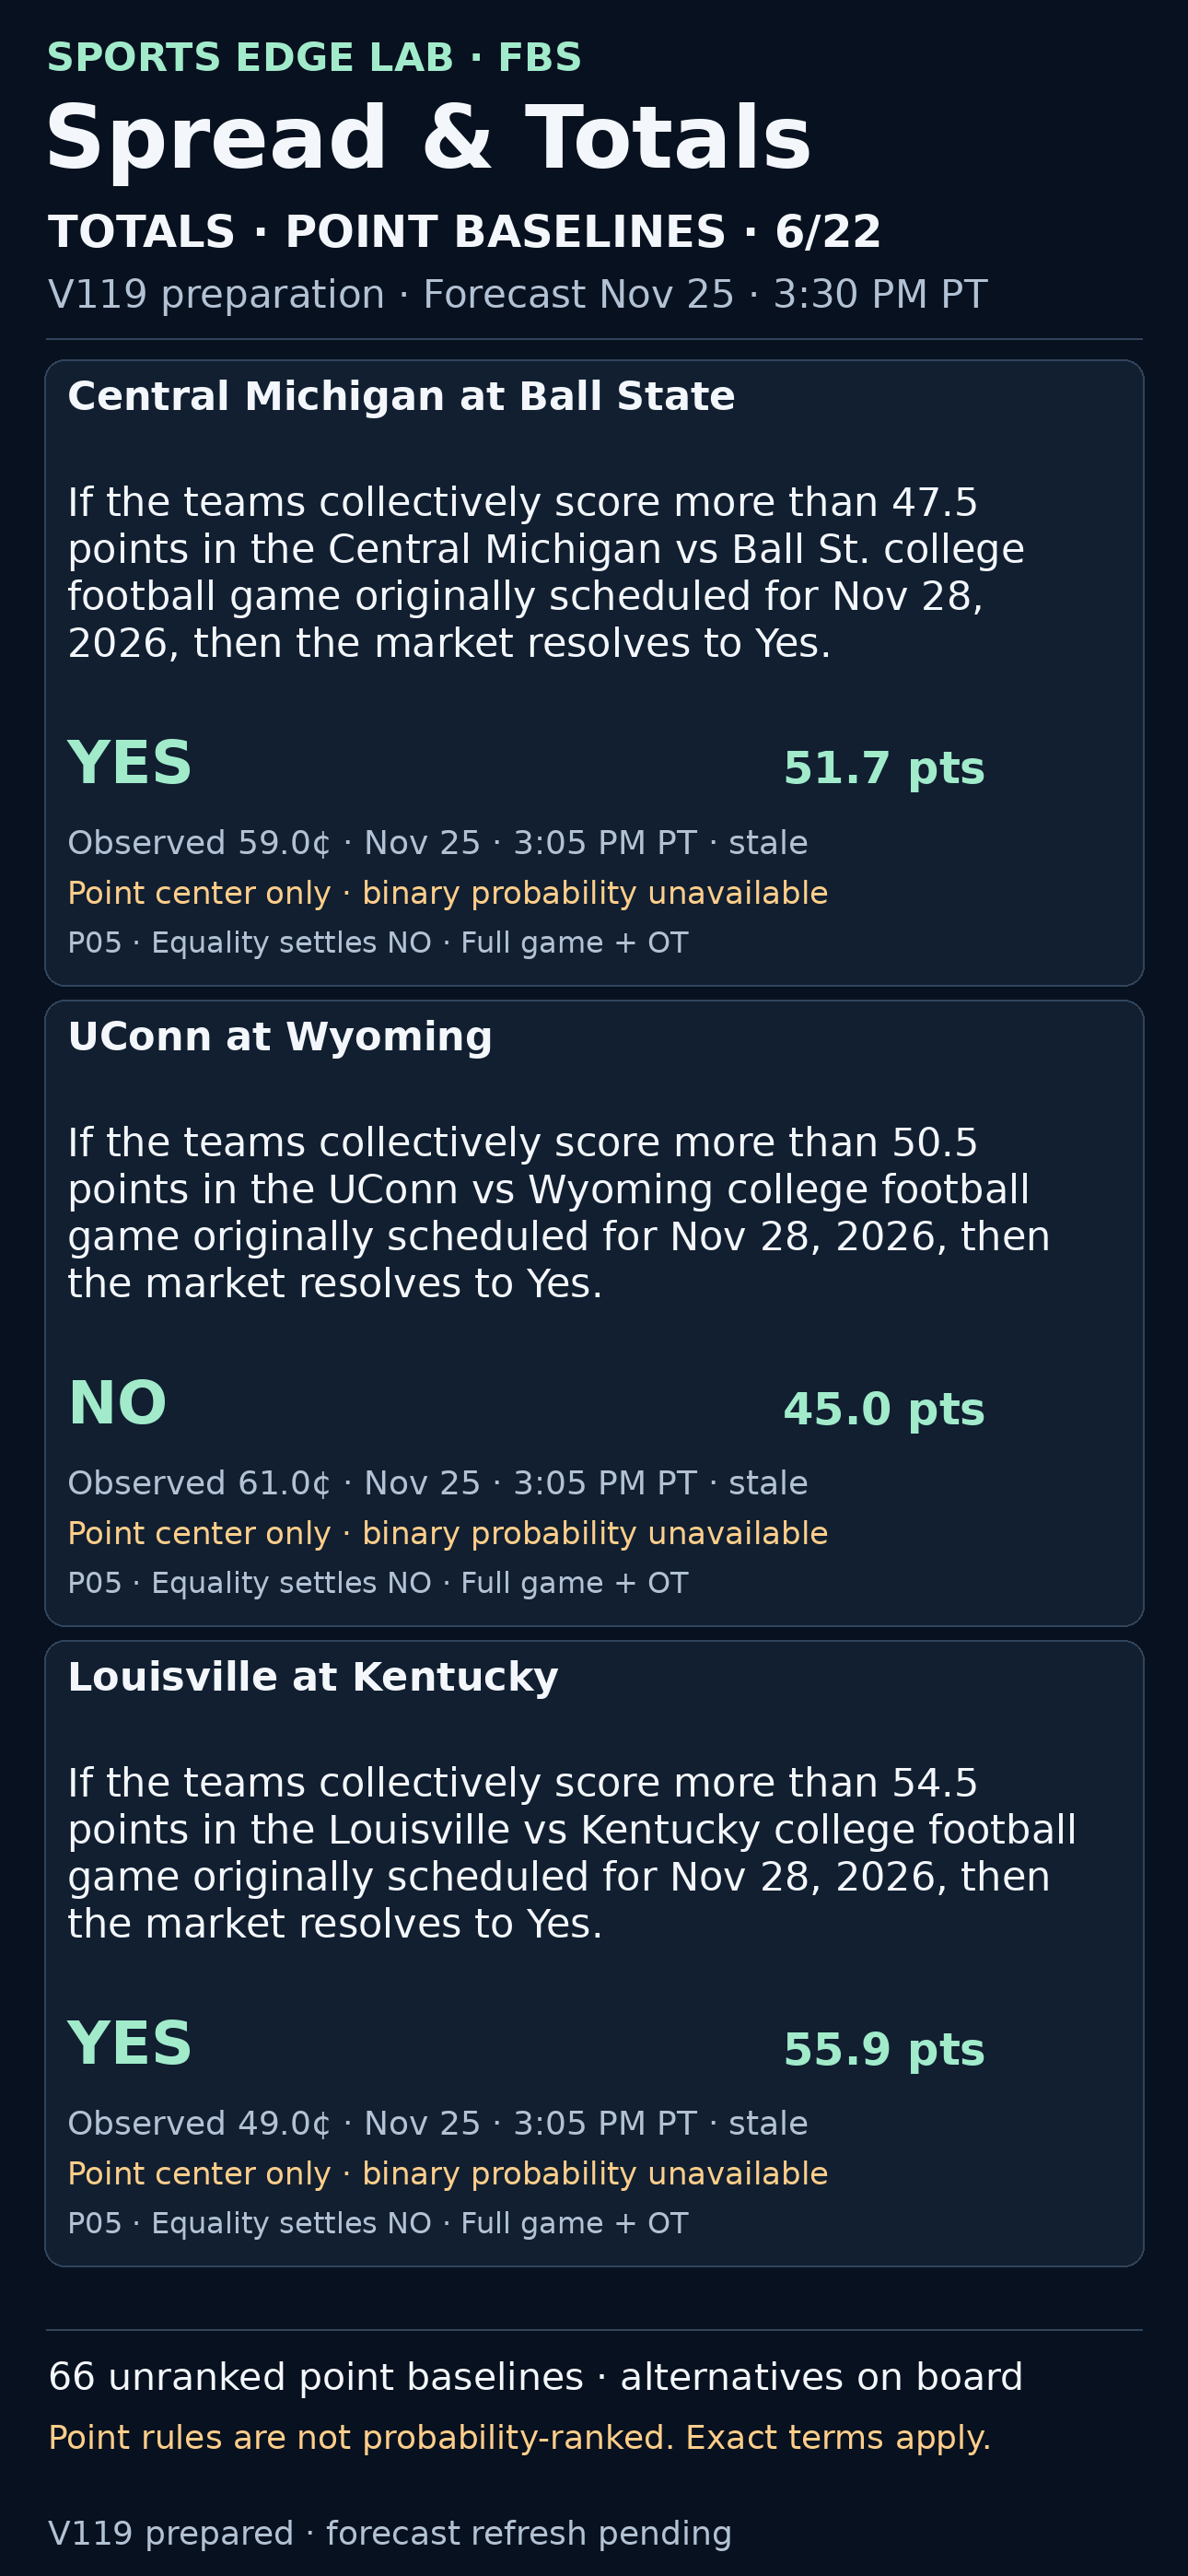 SPORTS EDGE LAB · FBS
Spread & Totals
TOTALS · POINT BASELINES · 6/22
V119 preparation · Forecast Nov 25 · 3:30 PM PT
Central Michigan at Ball State
If the teams collectively score more than 47.5
points in the Central Michigan vs Ball St. college
football game originally scheduled for Nov 28,
2026, then the market resolves to Yes.
YES 51.7 pts
Observed 59.0¢ · Nov 25 · 3:05 PM PT · stale
Point center only · binary probability unavailable
P05 · Equality settles NO · Full game + OT
UConn at Wyoming
If the teams collectively score more than 50.5
points in the UConn vs Wyoming college football
game originally scheduled for Nov 28, 2026, then
the market resolves to Yes.
NO 45.0 pts
Observed 61.0¢ · Nov 25 · 3:05 PM PT · stale
Point center only · binary probability unavailable
P05 · Equality settles NO · Full game + OT
Louisville at Kentucky
If the teams collectively score more than 54.5
points in the Louisville vs Kentucky college football
game originally scheduled for Nov 28, 2026, then
the market resolves to Yes.
YES 55.9 pts
Observed 49.0¢ · Nov 25 · 3:05 PM PT · stale
Point center only · binary probability unavailable
P05 · Equality settles NO · Full game + OT
66 unranked point baselines · alternatives on board
Point rules are not probability-ranked. Exact terms apply.
V119 prepared · forecast refresh pending